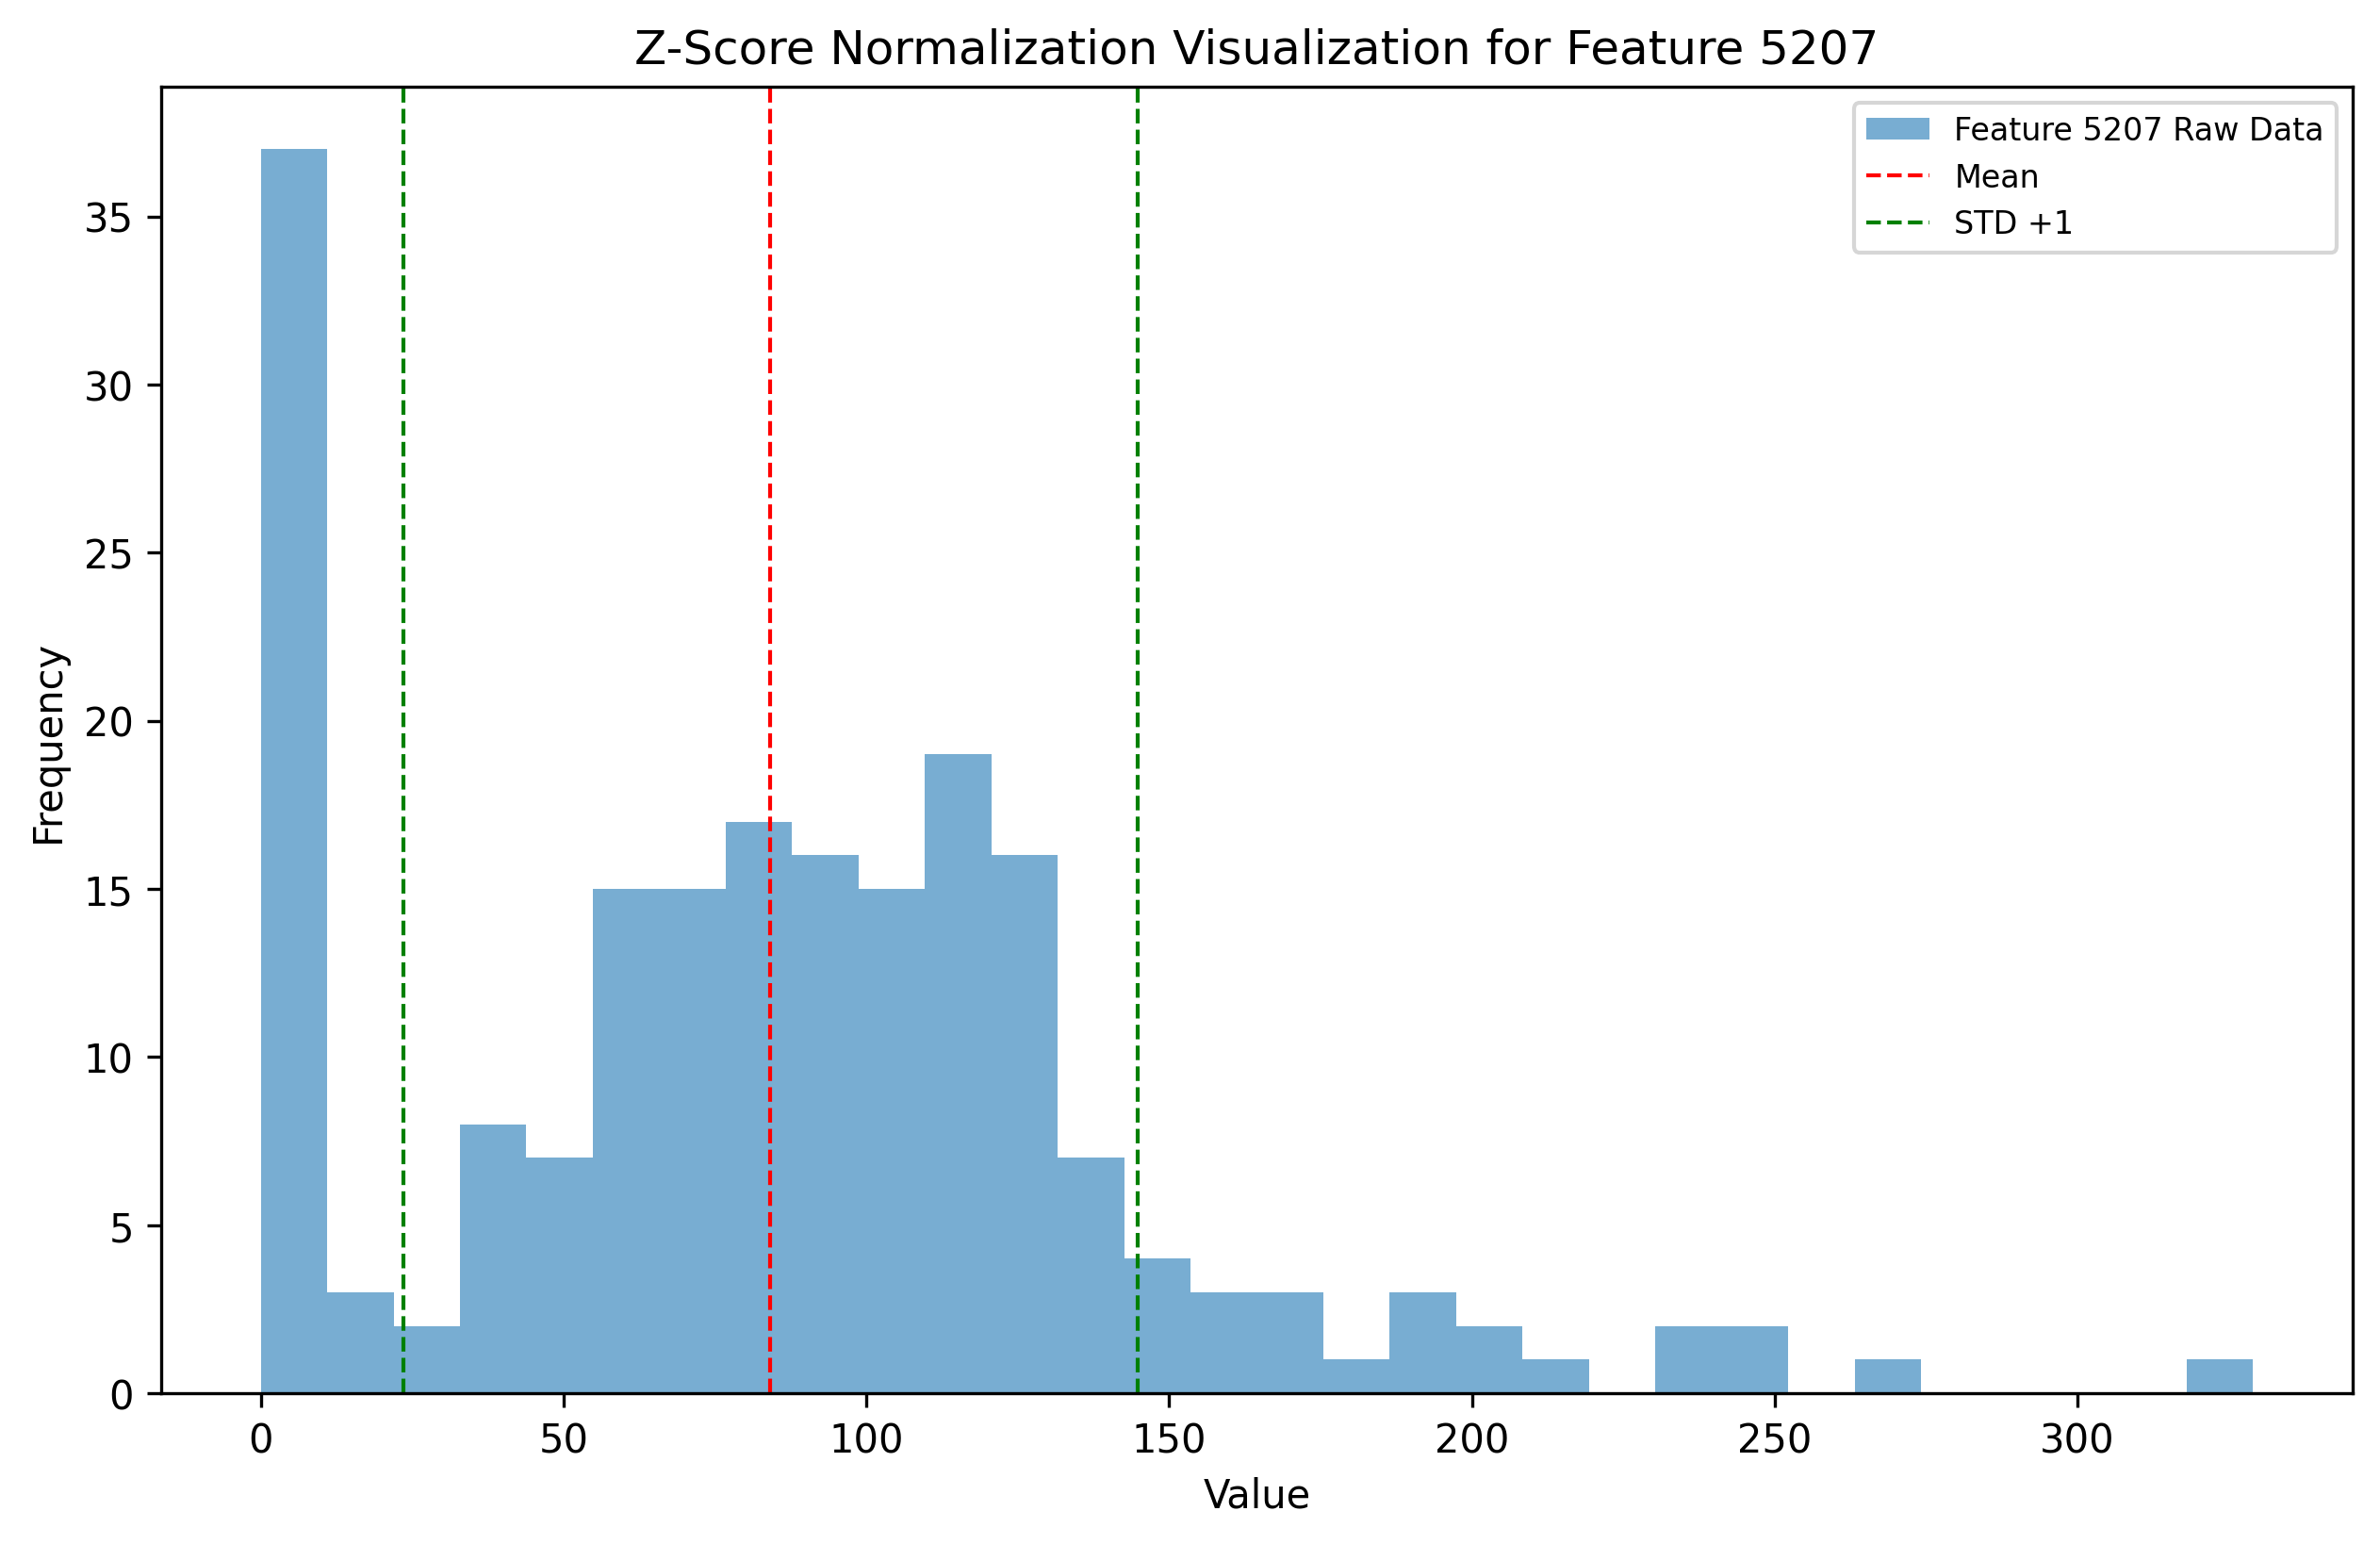 Z-Score Normalization Visualization for Feature 5207
Feature 5207 Raw Data
Mean
STD +1
Frequency
35
30
25
20
15
10
5
0
0 50 100 150 200 250 300
Value